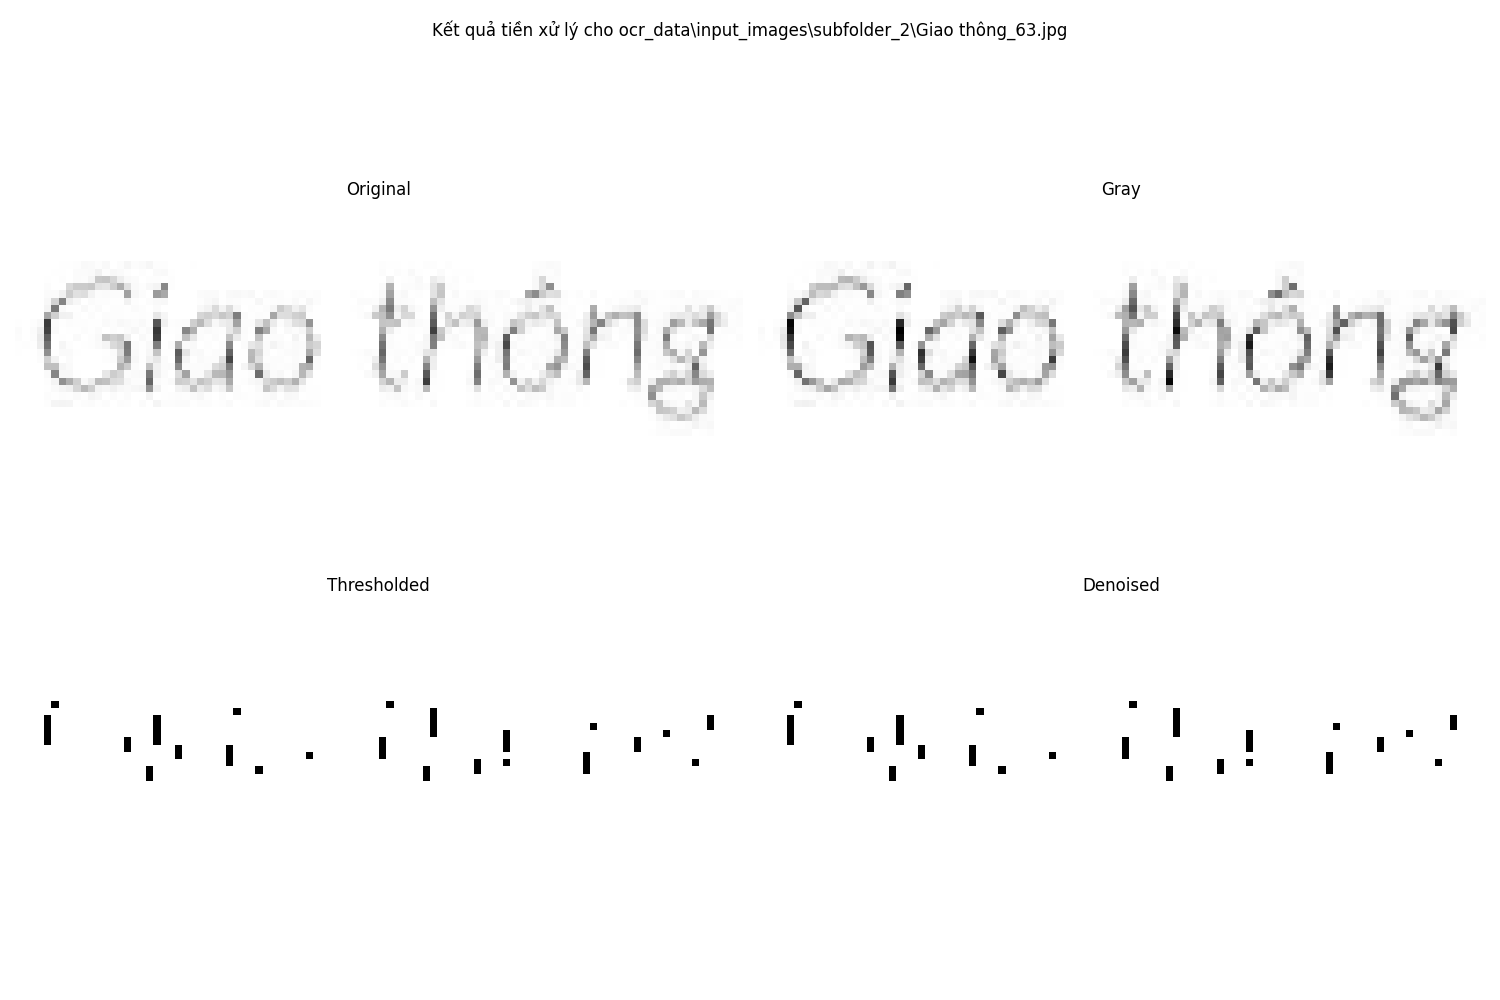 Kết quả tiền xử lý cho ocr_data\input_images\subfolder_2\Giao thông_63.jpg
Original
Gray
Giao thông
Giao thông
Thresholded
Denoised